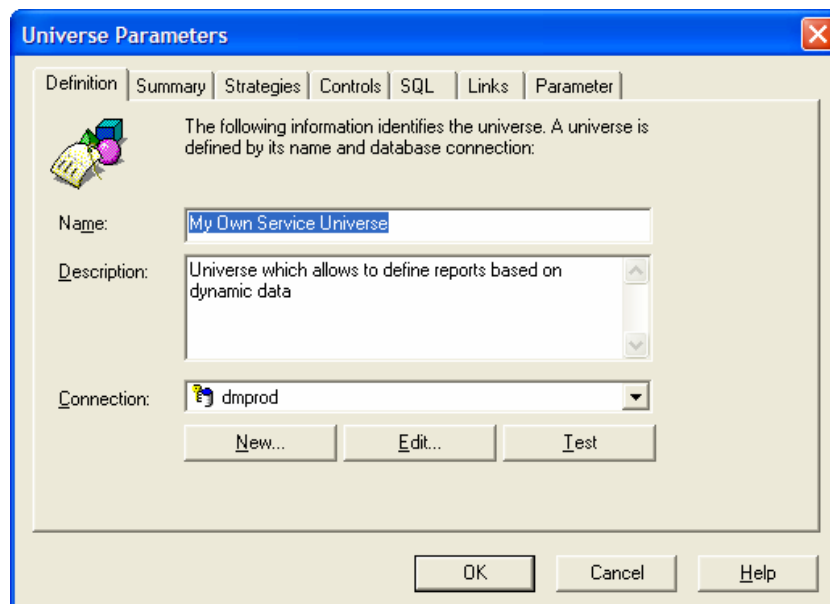 Universe Parameters
Definition Summary Strategies Controls SQL Links Parameter
The following information identifies the universe. A universe is
defined by its name and database connection:
Name: My Own Service Universe
Description: Universe which allows to define reports based on
dynamic data
Connection: dmprod
New... Edit... Test
OK Cancel Help